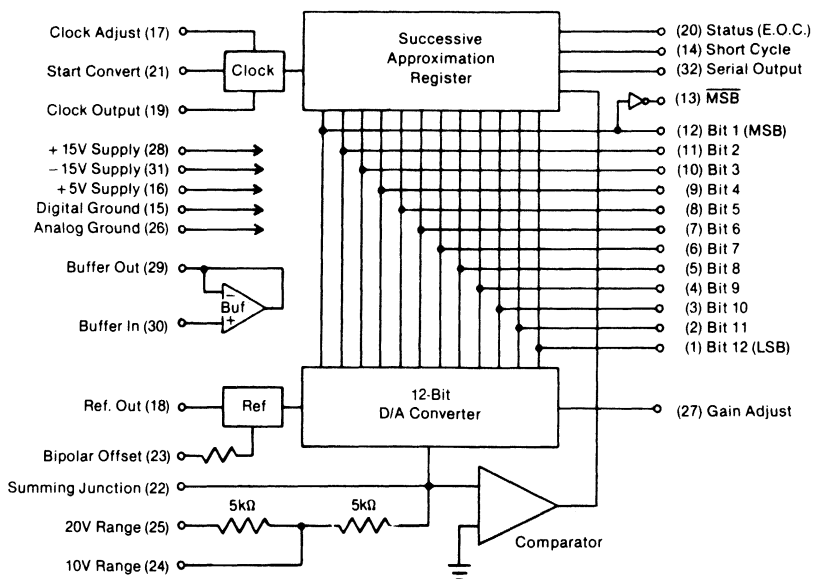 Clock Adjust (17)
Start Convert (21)
Clock Output (19)
Clock
Successive
Approximation
Register
(20) Status (E.O.C.)
(14) Short Cycle
(32) Serial Output
(13) MSB
(12) Bit 1 (MSB)
(11) Bit 2
(10) Bit 3
(9) Bit 4
(8) Bit 5
(7) Bit 6
(6) Bit 7
(5) Bit 8
(4) Bit 9
(3) Bit 10
(2) Bit 11
(1) Bit 12 (LSB)
+ 15V Supply (28)
− 15V Supply (31)
+ 5V Supply (16)
Digital Ground (15)
Analog Ground (26)
Buffer Out (29)
−
Buf
+
Buffer In (30)
Ref. Out (18)
Ref
12-Bit
D/A Converter
(27) Gain Adjust
Bipolar Offset (23)
Summing Junction (22)
5kΩ
5kΩ
20V Range (25)
10V Range (24)
Comparator